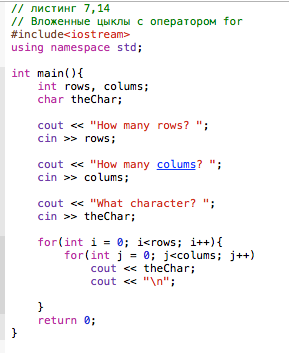 // листинг 7,14
// Вложенные цыклы с оператором for
#include<iostream>
using namespace std;
int main(){
int rows, colums;
char theChar;
cout << "How many rows? ";
cin >> rows;
cout << "How many colums? ";
cin >> colums;
cout << "What character? ";
cin >> theChar;
for(int i = 0; i<rows; i++){
for(int j = 0; j<colums; j++)
cout << theChar;
cout << "\n";
}
return 0;
}